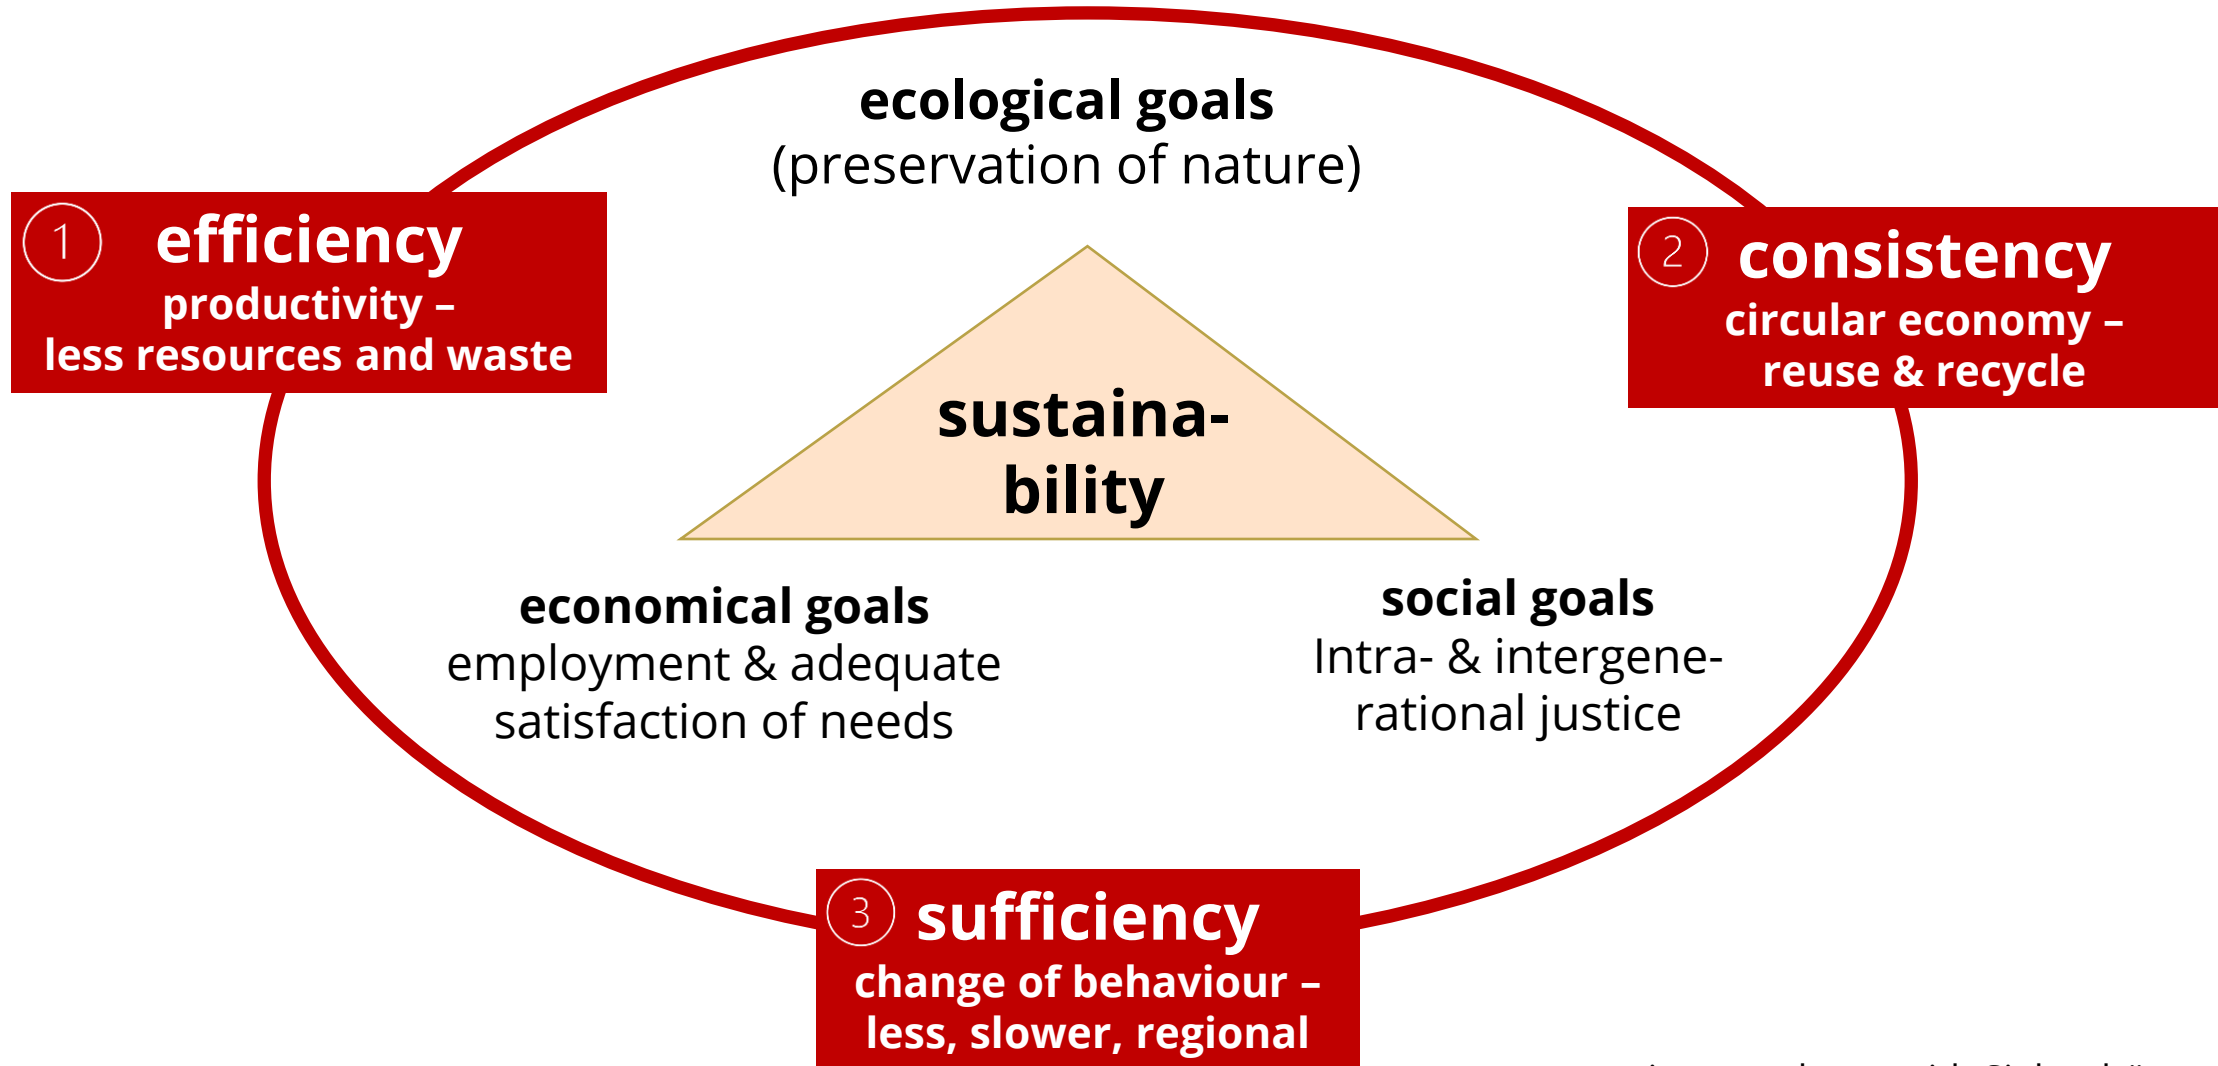 ecological goals
(preservation of nature)
1
efficiency
productivity –
less resources and waste
2
consistency
circular economy –
reuse & recycle
sustaina-
bility
economical goals
employment & adequate
satisfaction of needs
social goals
Intra- & intergene-
rational justice
3
sufficiency
change of behaviour –
less, slower, regional